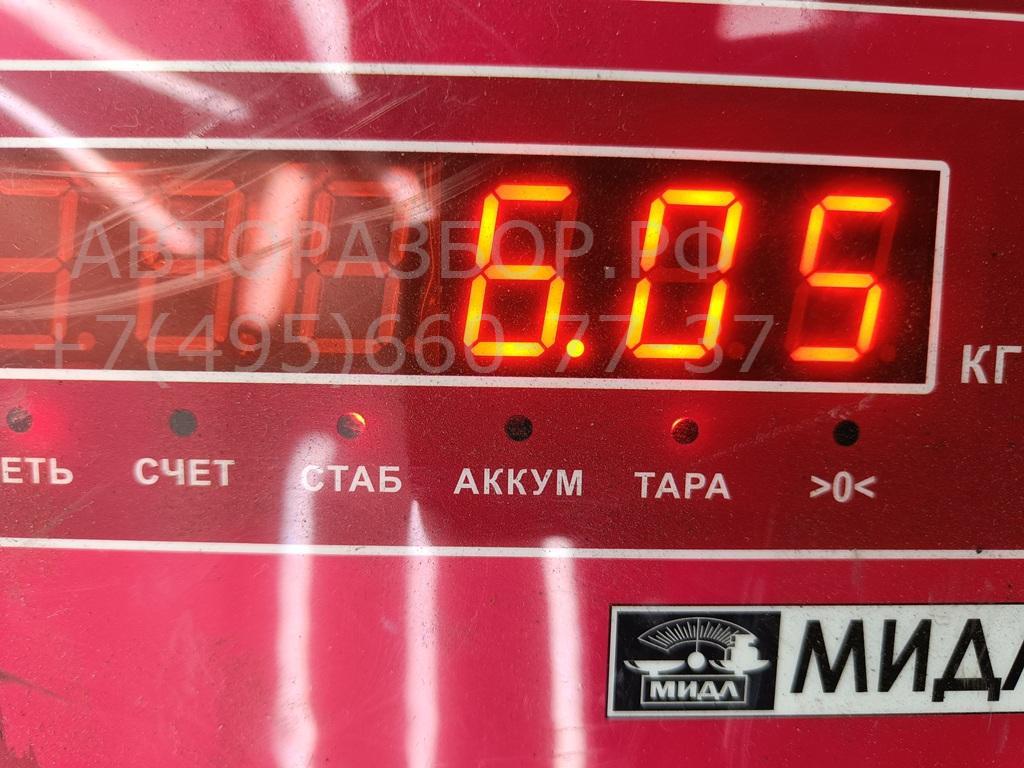 6.05
КГ
АВТОРАЗБОР.РФ
+7(495)660-77-37
ЕТЬ СЧЕТ СТАБ АККУМ ТАРА >0<
МИДЛ МИДЛ